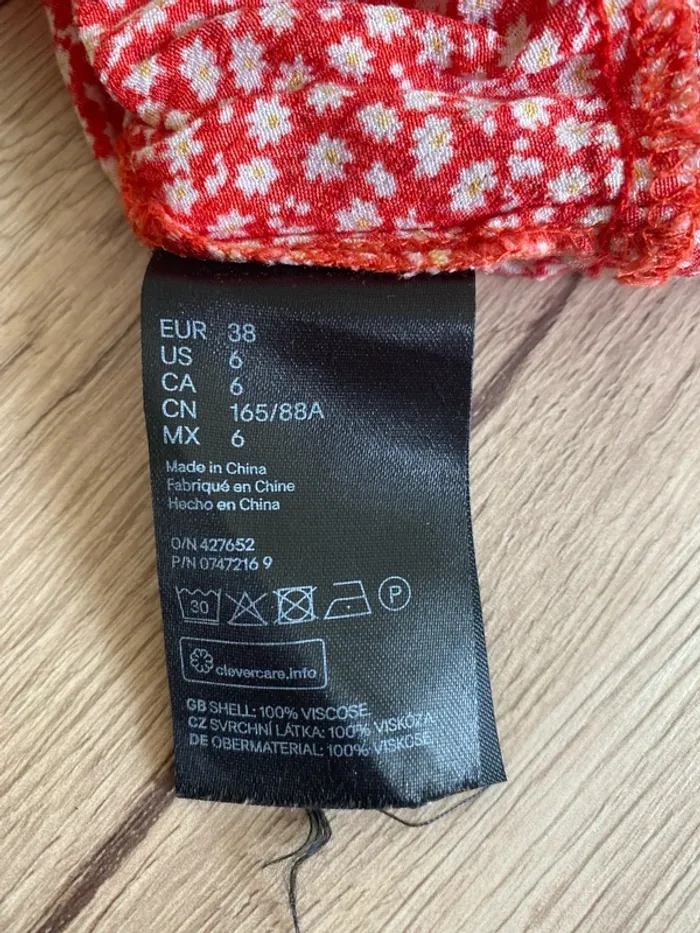 EUR 38
US 6
CA 6
CN 165/88A
MX 6
Made in China
Fabriqué en Chine
Hecho en China
O/N 427652
P/N 0747216 9
30 P
clevercare.info
GB SHELL: 100% VISCOSE
CZ SVRCHNÍ LÁTKA: 100% VISKÓZA
DE OBERMATERIAL: 100% VISKOSE